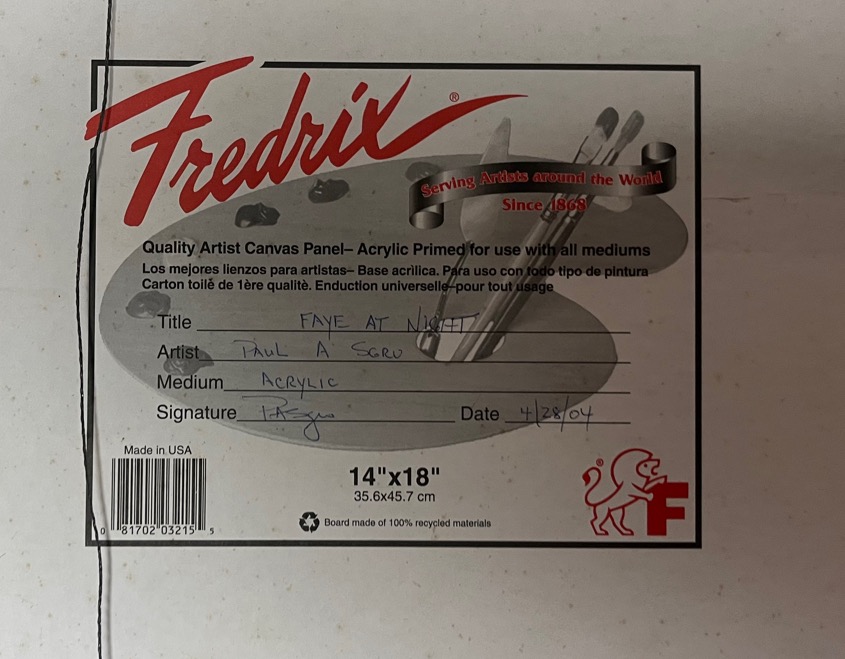 Fredrix®
Serving Artists around the World
Since 1868
Quality Artist Canvas Panel– Acrylic Primed for use with all mediums
Los mejores lienzos para artistas– Base acrìlica. Para uso con todo tipo de pintura
Carton toilé de 1ère qualitè. Enduction universelle–pour tout usage
Title FAYE AT NIGHT
Artist PAUL A SGRO
Medium ACRYLIC
Signature PASgro Date 4/28/04
Made in USA
14"x18"
35.6x45.7 cm
Board made of 100% recycled materials
0 81702 03215 5
® F